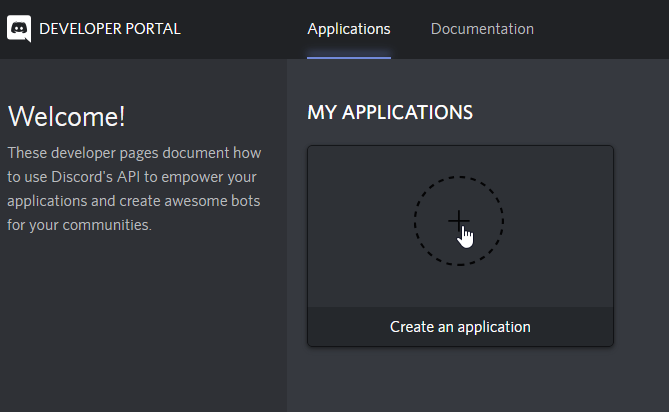 DEVELOPER PORTAL
Applications
Documentation
Welcome!
These developer pages document how
to use Discord's API to empower your
applications and create awesome bots
for your communities.
MY APPLICATIONS
Create an application